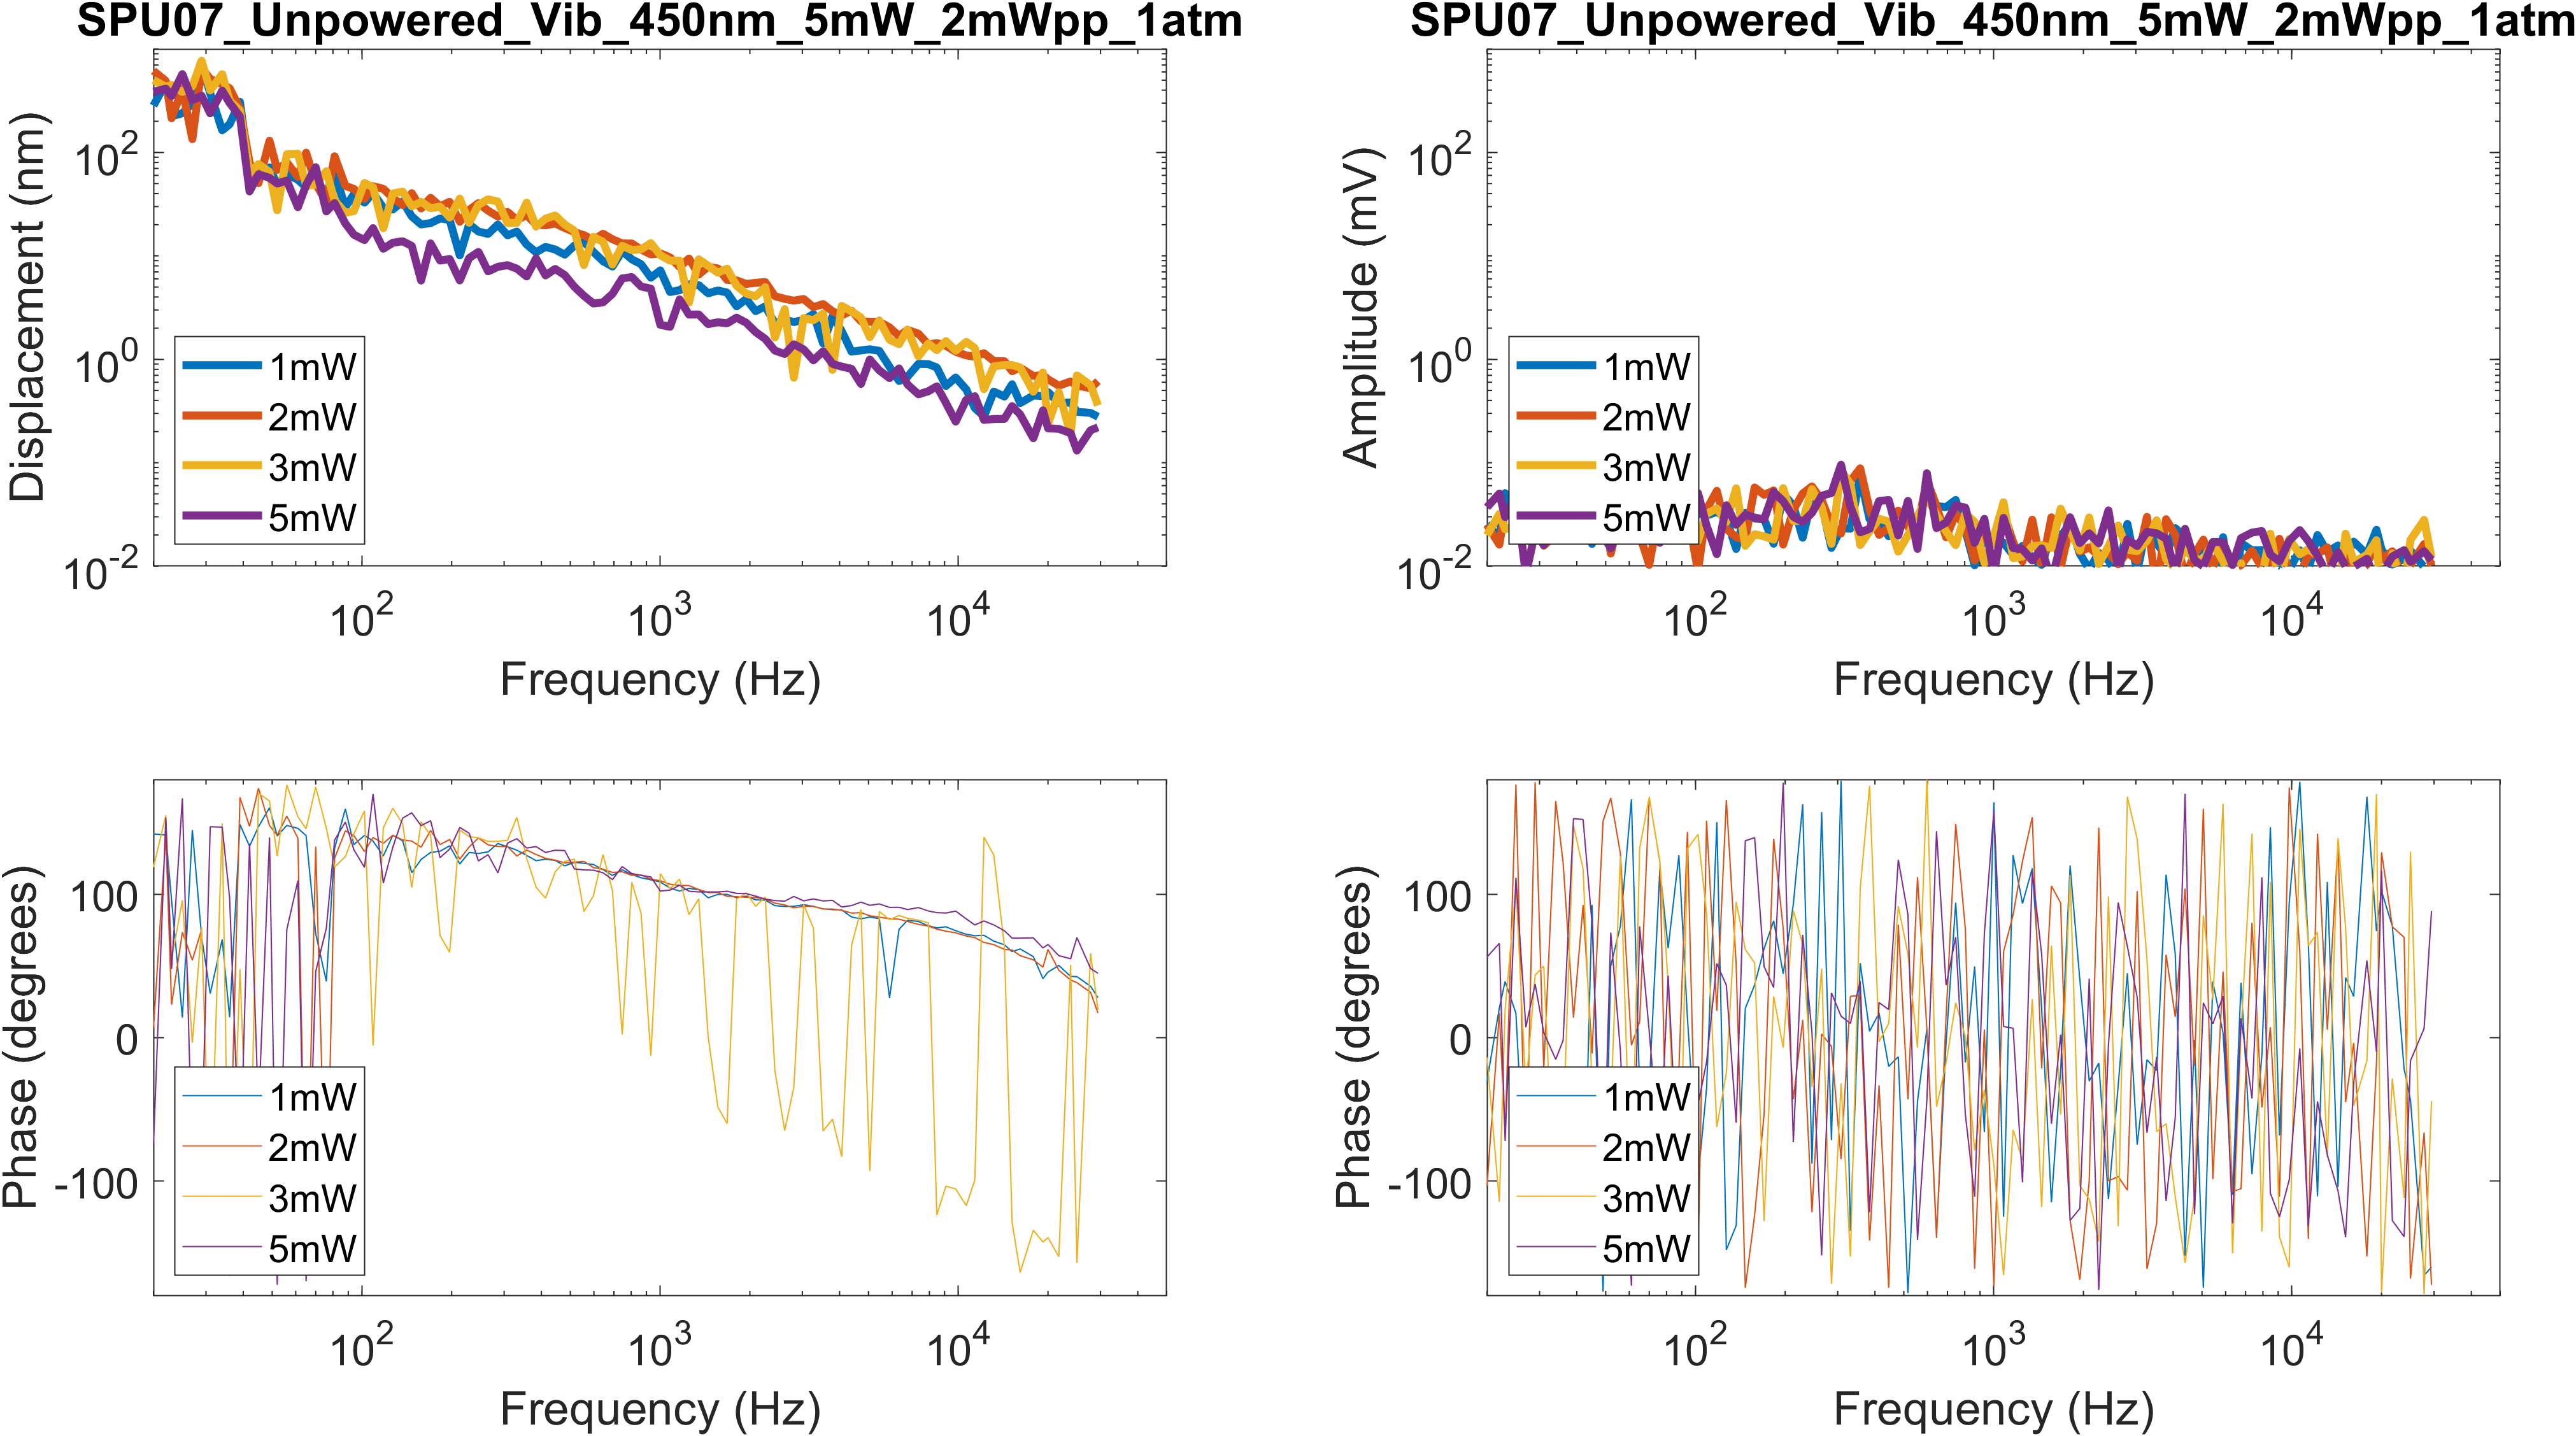 SPU07_Unpowered_Vib_450nm_5mW_2mWpp_1atm
Displacement (nm)
10^2
10^0
10^-2
1mW
2mW
3mW
5mW
10^2 10^3 10^4
Frequency (Hz)
SPU07_Unpowered_Vib_450nm_5mW_2mWpp_1atm
Amplitude (mV)
10^2
10^0
10^-2
1mW
2mW
3mW
5mW
10^2 10^3 10^4
Frequency (Hz)
Phase (degrees)
100
0
-100
1mW
2mW
3mW
5mW
10^2 10^3 10^4
Frequency (Hz)
Phase (degrees)
100
0
-100
1mW
2mW
3mW
5mW
10^2 10^3 10^4
Frequency (Hz)